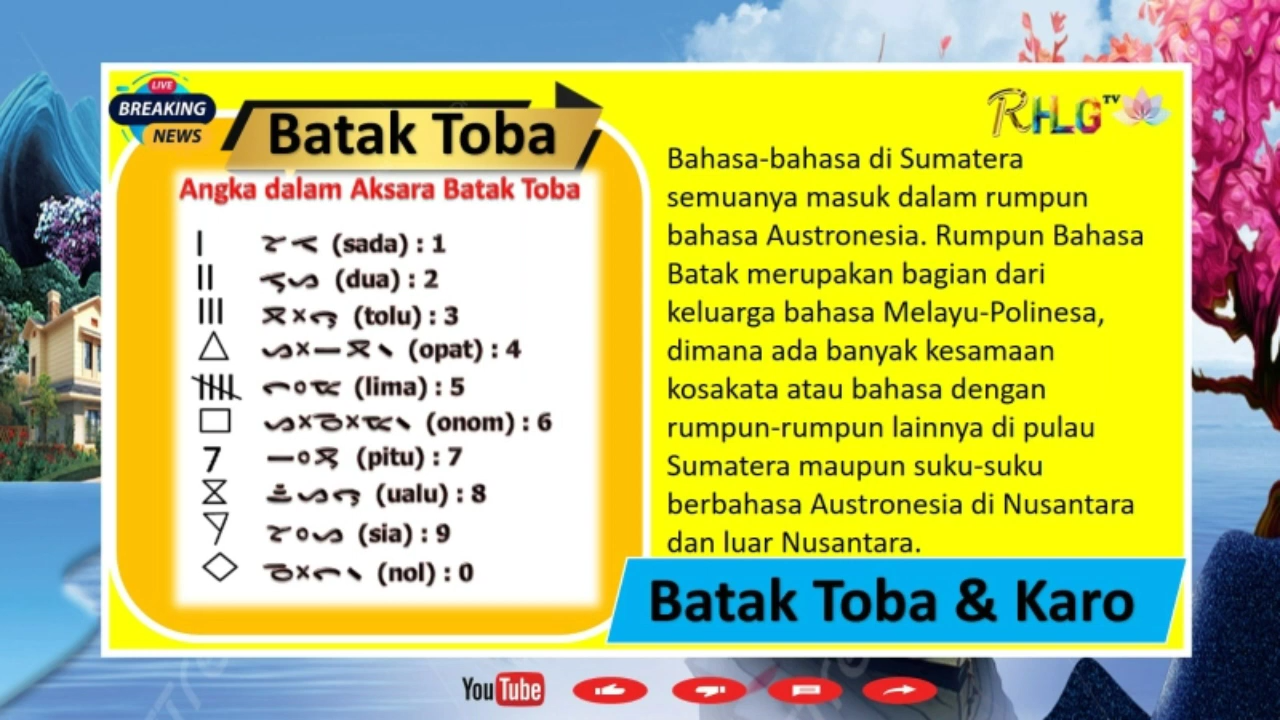 LIVE
BREAKING
NEWS
Batak Toba
RHLG TV
Angka dalam Aksara Batak Toba
(sada) : 1
(dua) : 2
(tolu) : 3
(opat) : 4
(lima) : 5
(onom) : 6
7 (pitu) : 7
(ualu) : 8
(sia) : 9
(nol) : 0
Bahasa-bahasa di Sumatera
semuanya masuk dalam rumpun
bahasa Austronesia. Rumpun Bahasa
Batak merupakan bagian dari
keluarga bahasa Melayu-Polinesa,
dimana ada banyak kesamaan
kosakata atau bahasa dengan
rumpun-rumpun lainnya di pulau
Sumatera maupun suku-suku
berbahasa Austronesia di Nusantara
dan luar Nusantara.
Batak Toba & Karo
YouTube